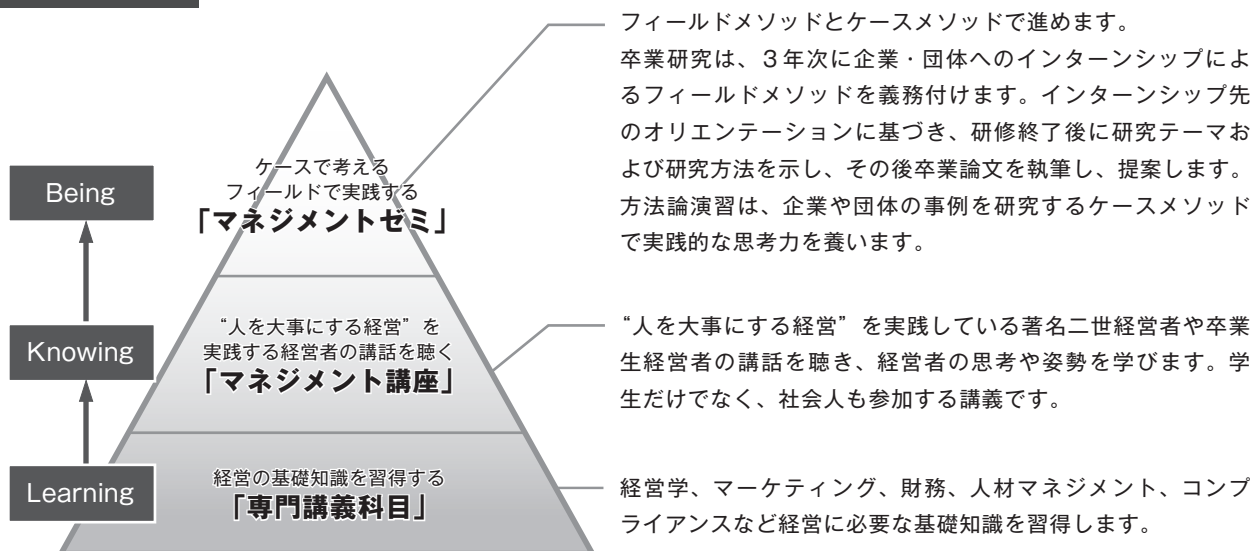 フィールドメソッドとケースメソッドで進めます。
卒業研究は、3年次に企業・団体へのインターンシップによ
るフィールドメソッドを義務付けます。インターンシップ先
のオリエンテーションに基づき、研修終了後に研究テーマお
よび研究方法を示し、その後卒業論文を執筆し、提案します。
方法論演習は、企業や団体の事例を研究するケースメソッド
で実践的な思考力を養います。
Being
ケースで考える
フィールドで実践する
「マネジメントゼミ」
Knowing
“人を大事にする経営”を
実践する経営者の講話を聴く
「マネジメント講座」
“人を大事にする経営”を実践している著名二世経営者や卒業
生経営者の講話を聴き、経営者の思考や姿勢を学びます。学
生だけでなく、社会人も参加する講義です。
Learning
経営の基礎知識を習得する
「専門講義科目」
経営学、マーケティング、財務、人材マネジメント、コンプ
ライアンスなど経営に必要な基礎知識を習得します。